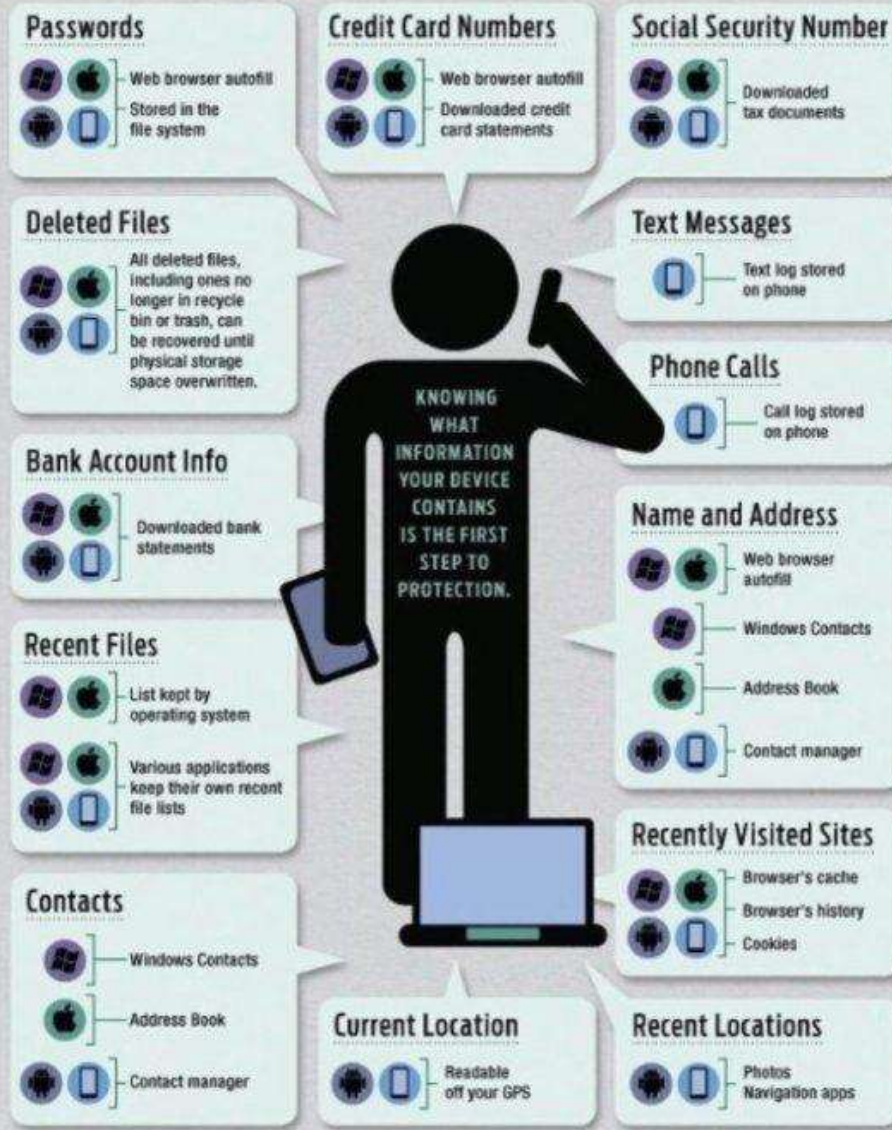 Passwords
Web browser autofill
Stored in the
file system
Credit Card Numbers
Web browser autofill
Downloaded credit
card statements
Social Security Number
Downloaded
tax documents
Deleted Files
All deleted files,
including ones no
longer in recycle
bin or trash, can
be recovered until
physical storage
space overwritten.
Text Messages
Text log stored
on phone
Phone Calls
Call log stored
on phone
KNOWING
WHAT
INFORMATION
YOUR DEVICE
CONTAINS
IS THE FIRST
STEP TO
PROTECTION.
Bank Account Info
Downloaded bank
statements
Name and Address
Web browser
autofill
Windows Contacts
Address Book
Contact manager
Recent Files
List kept by
operating system
Various applications
keep their own recent
file lists
Recently Visited Sites
Browser's cache
Browser's history
Cookies
Contacts
Windows Contacts
Address Book
Contact manager
Current Location
Readable
off your GPS
Recent Locations
Photos
Navigation apps